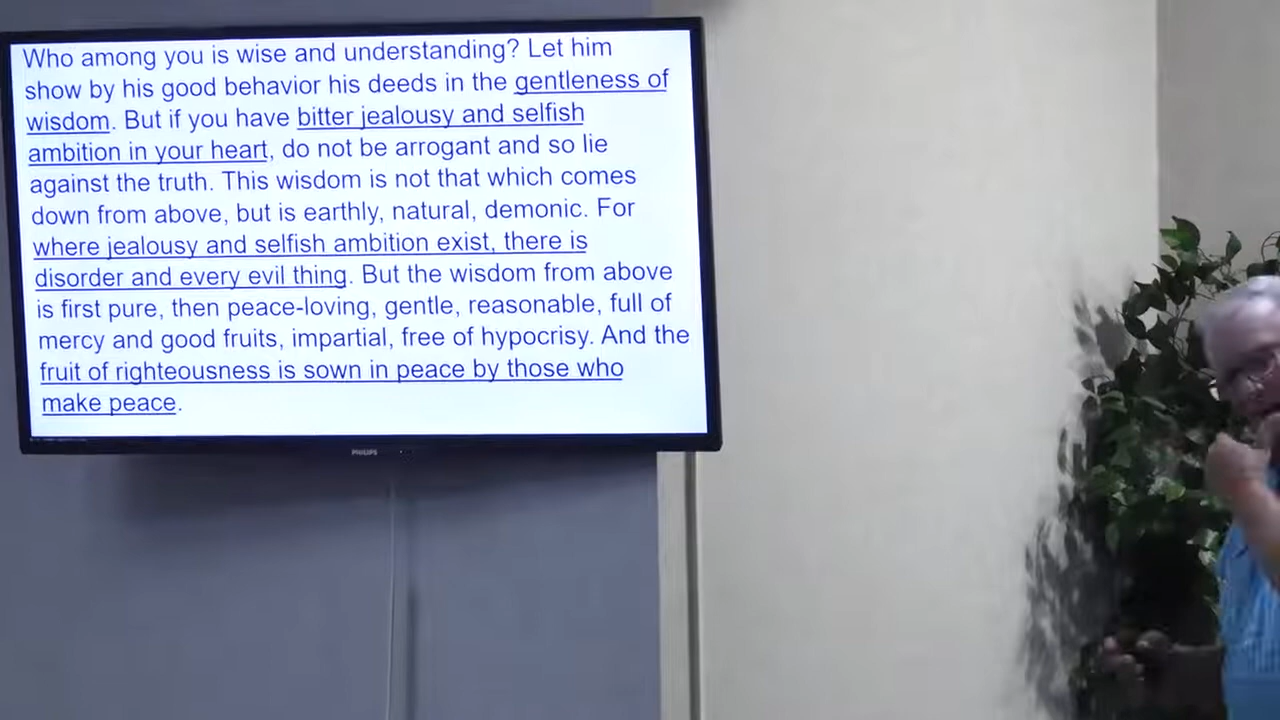 Who among you is wise and understanding? Let him
show by his good behavior his deeds in the gentleness of
wisdom. But if you have bitter jealousy and selfish
ambition in your heart, do not be arrogant and so lie
against the truth. This wisdom is not that which comes
down from above, but is earthly, natural, demonic. For
where jealousy and selfish ambition exist, there is
disorder and every evil thing. But the wisdom from above
is first pure, then peace-loving, gentle, reasonable, full of
mercy and good fruits, impartial, free of hypocrisy. And the
fruit of righteousness is sown in peace by those who
make peace.
PHILIPS